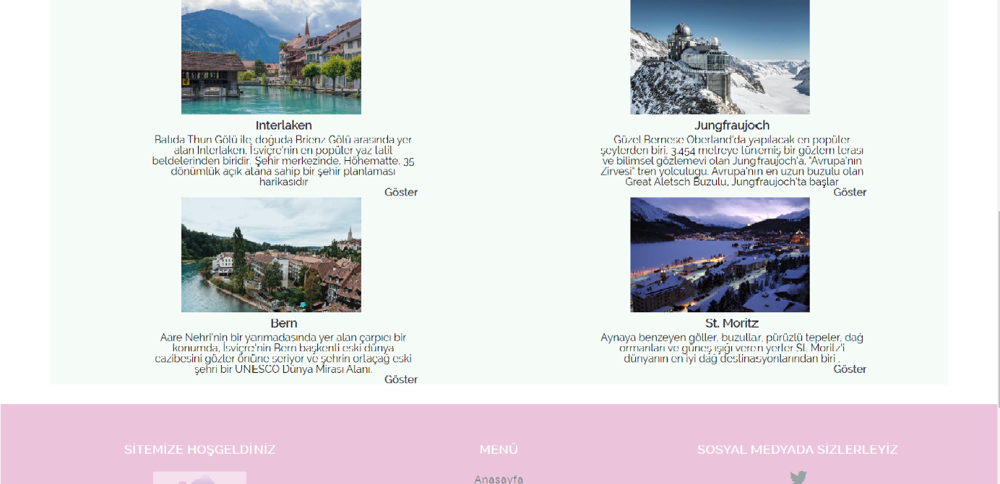 Interlaken
Batıda Thun Gölü ile doğuda Brienz Gölü arasında yer
alan Interlaken, İsviçre'nin en popüler yaz tatil
beldelerinden biridir. Şehir merkezinde, Höhematte, 35
dönümlük açık alana sahip bir şehir planlaması
harikasıdır
Göster
Jungfraujoch
Güzel Bernese Oberland'da yapılacak en popüler
şeylerden biri, 3.454 metreye tünemiş bir gözlem terası
ve bilimsel gözlemevi olan Jungfraujoch'a, "Avrupa'nın
Zirvesi" tren yolculugu. Avrupa'nın en uzun buzulu olan
Great Aletsch Buzulu, Jungfraujoch'ta başlar
Göster
Bern
Aare Nehri'nin bir yarımadasında yer alan çarpıcı bir
konumda, İsviçre'nin Bern başkenti eski dünya
cazibesini gözler önüne seriyor ve şehrin ortaçağ eski
şehri bir UNESCO Dünya Mirası Alanı.
Göster
St. Moritz
Aynaya benzeyen göller, buzullar, pürüzlü tepeler, dağ
ormanları ve güneş ışığı veren yerler St. Moritz'i
dünyanın en iyi dağ destinasyonlarından biri .
Göster
SİTEMİZE HOŞGELDİNİZ
MENÜ
Anasayfa
SOSYAL MEDYADA SİZLERLEYİZ